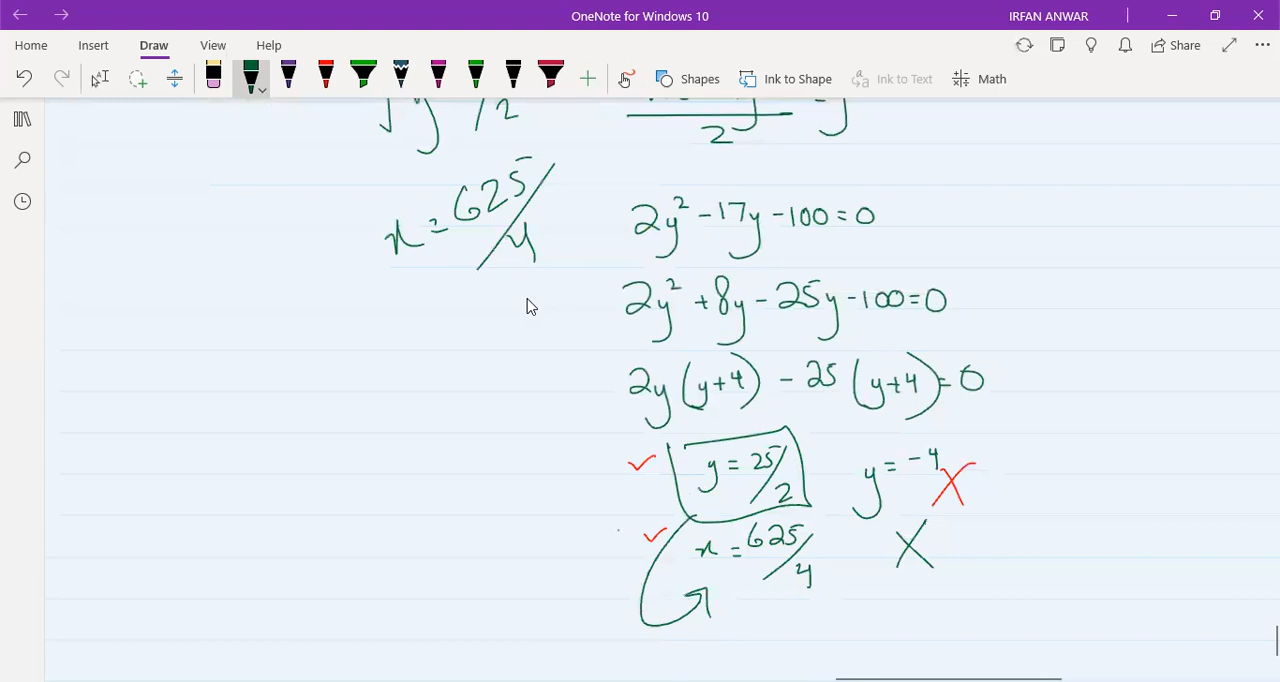 OneNote for Windows 10
IRFAN ANWAR
Home Insert Draw View Help
Share
Shapes
Ink to Shape
Ink to Text
Math
x = 625/4
2
2y² - 17y - 100 = 0
2y² + 8y - 25y - 100 = 0
2y (y+4) - 25 (y+4) = 0
y = 25/2
y = -4
x = 625/4